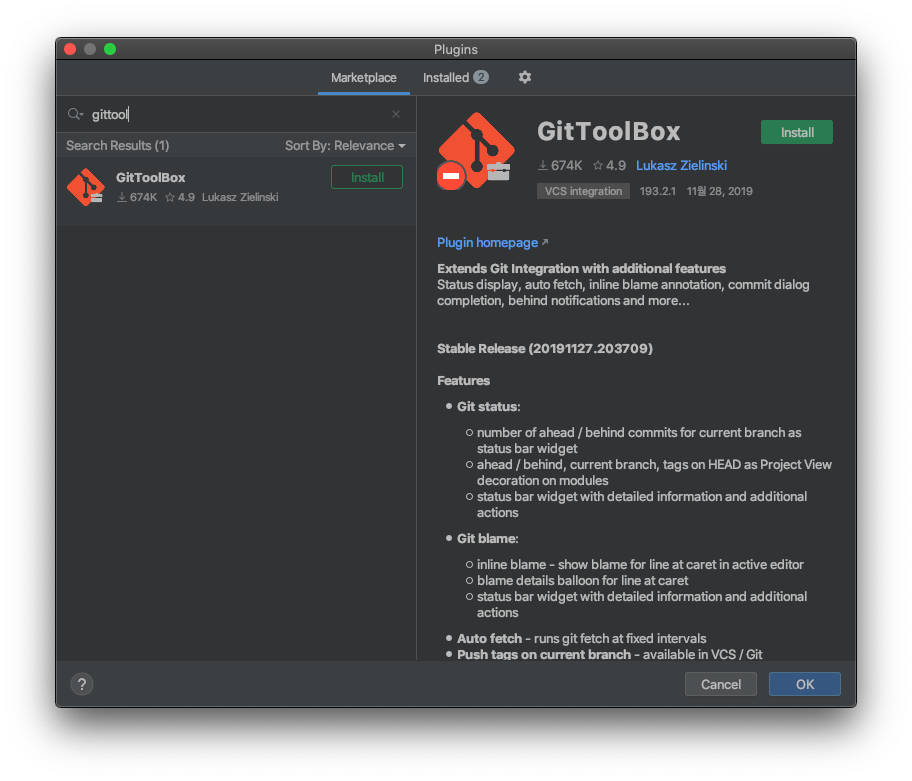 Plugins
Marketplace
Installed 2
gittool
Search Results (1)
Sort By: Relevance
GitToolBox
674K 4.9 Lukasz Zielinski
Install
GitToolBox
Install
674K 4.9 Lukasz Zielinski
VCS integration 193.2.1 11월 28, 2019
Plugin homepage
Extends Git Integration with additional features
Status display, auto fetch, inline blame annotation, commit dialog
completion, behind notifications and more...
Stable Release (20191127.203709)
Features
Git status:
number of ahead / behind commits for current branch as
status bar widget
ahead / behind, current branch, tags on HEAD as Project View
decoration on modules
status bar widget with detailed information and additional
actions
Git blame:
inline blame - show blame for line at caret in active editor
blame details balloon for line at caret
status bar widget with detailed information and additional
actions
Auto fetch - runs git fetch at fixed intervals
Push tags on current branch - available in VCS / Git
?
Cancel
OK